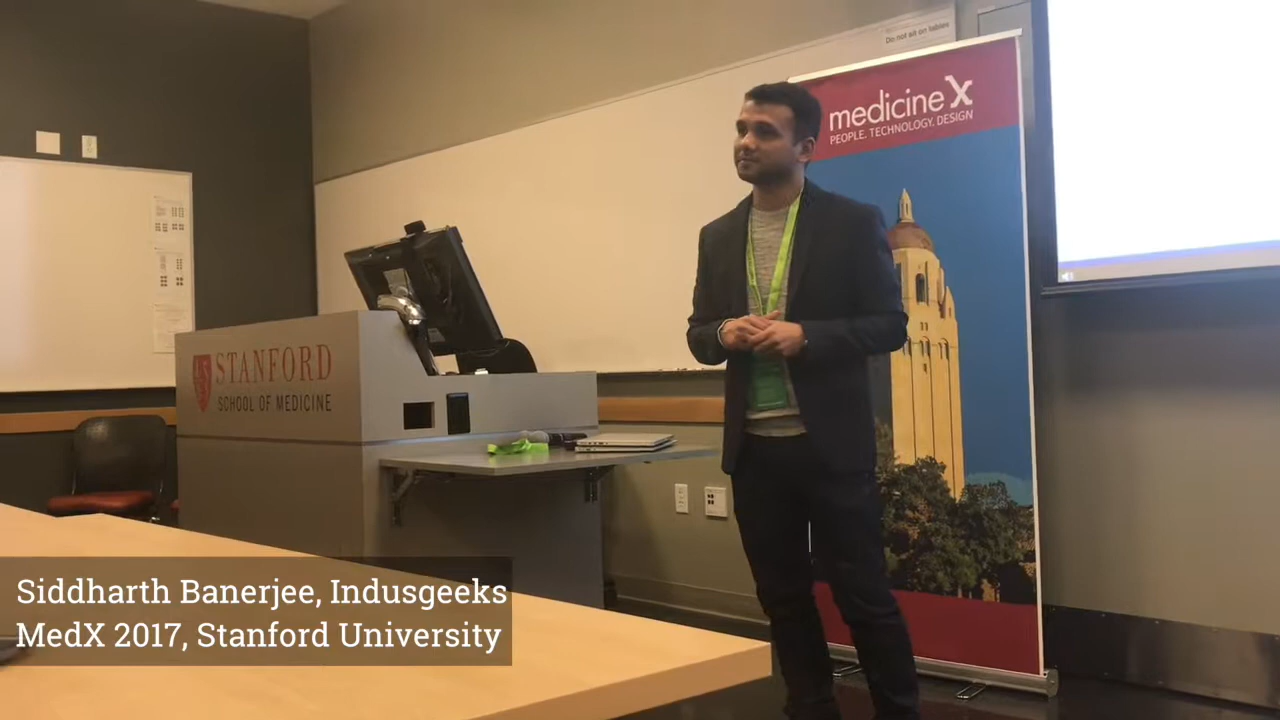 Do not sit on tables
medicine X
PEOPLE. TECHNOLOGY. DESIGN
STANFORD
SCHOOL OF MEDICINE
Siddharth Banerjee, Indusgeeks
MedX 2017, Stanford University